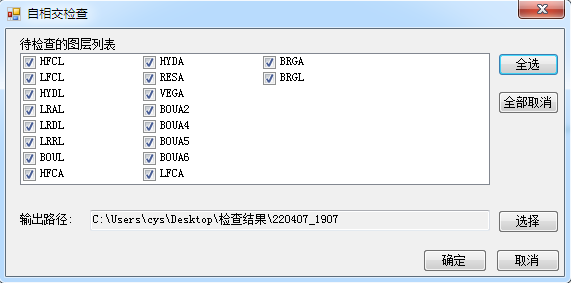 自相交检查
待检查的图层列表
HFCL HYDA BRGA
LFCL RESA BRGL
HYDL VEGA
LRAL BOUA2
LRDL BOUA4
LRRL BOUA5
BOUL BOUA6
HFCA LFCA
全选
全部取消
输出路径: C:\Users\cys\Desktop\检查结果\220407_1907 选择
确定 取消